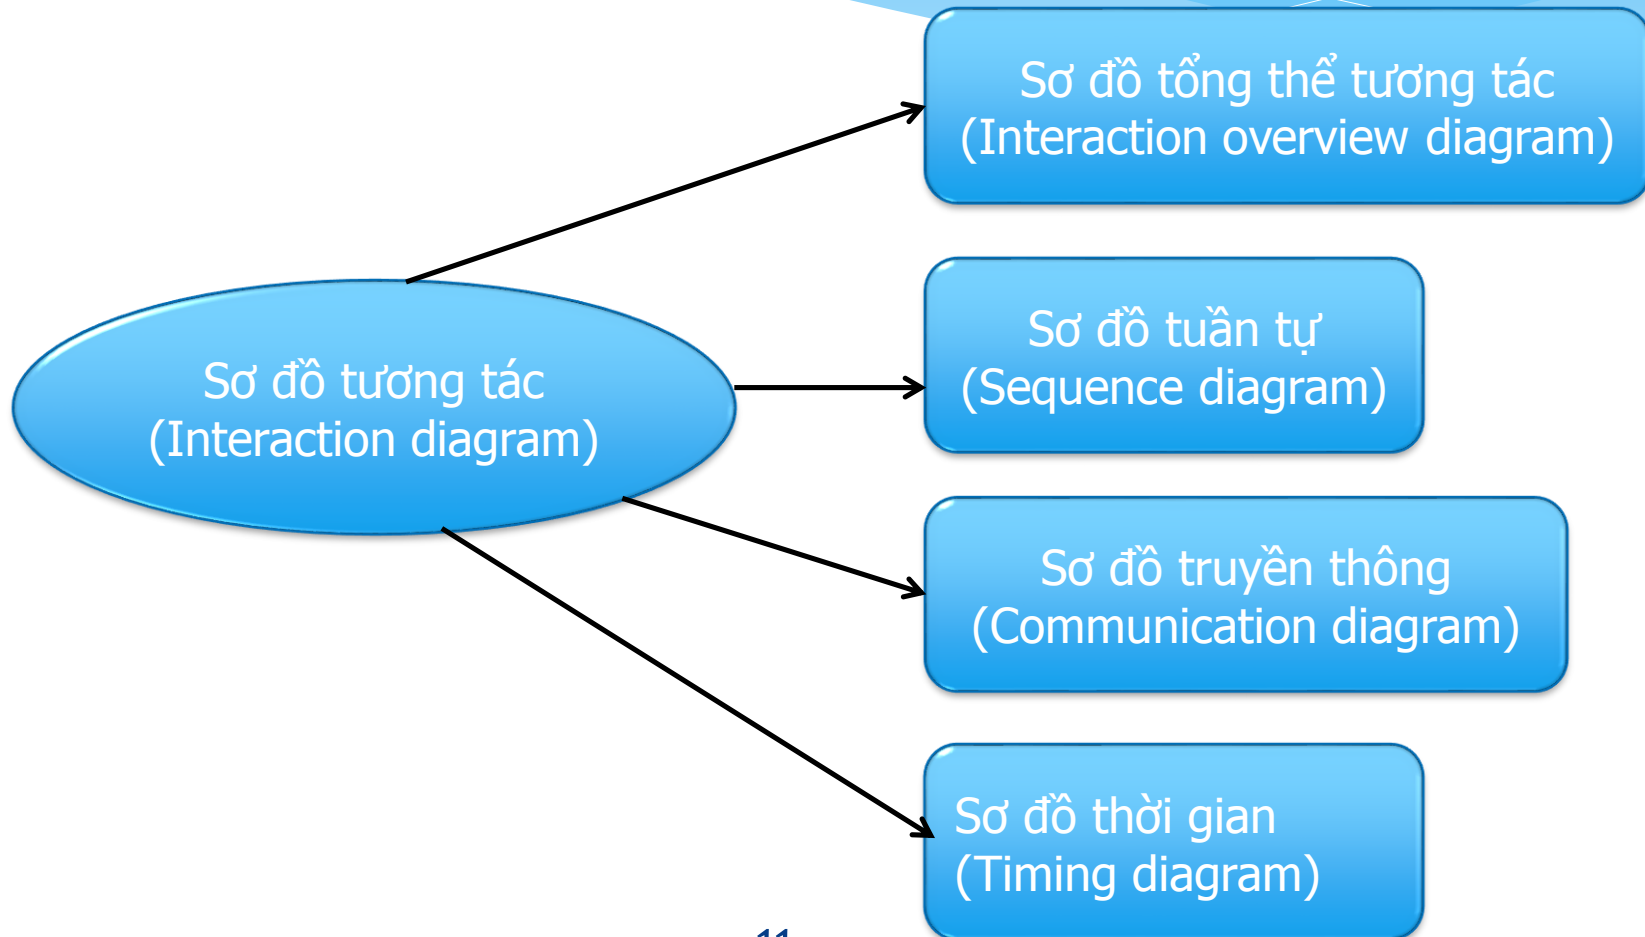 Sơ đồ tổng thể tương tác
(Interaction overview diagram)
Sơ đồ tuần tự
(Sequence diagram)
Sơ đồ tương tác
(Interaction diagram)
Sơ đồ truyền thông
(Communication diagram)
Sơ đồ thời gian
(Timing diagram)
11